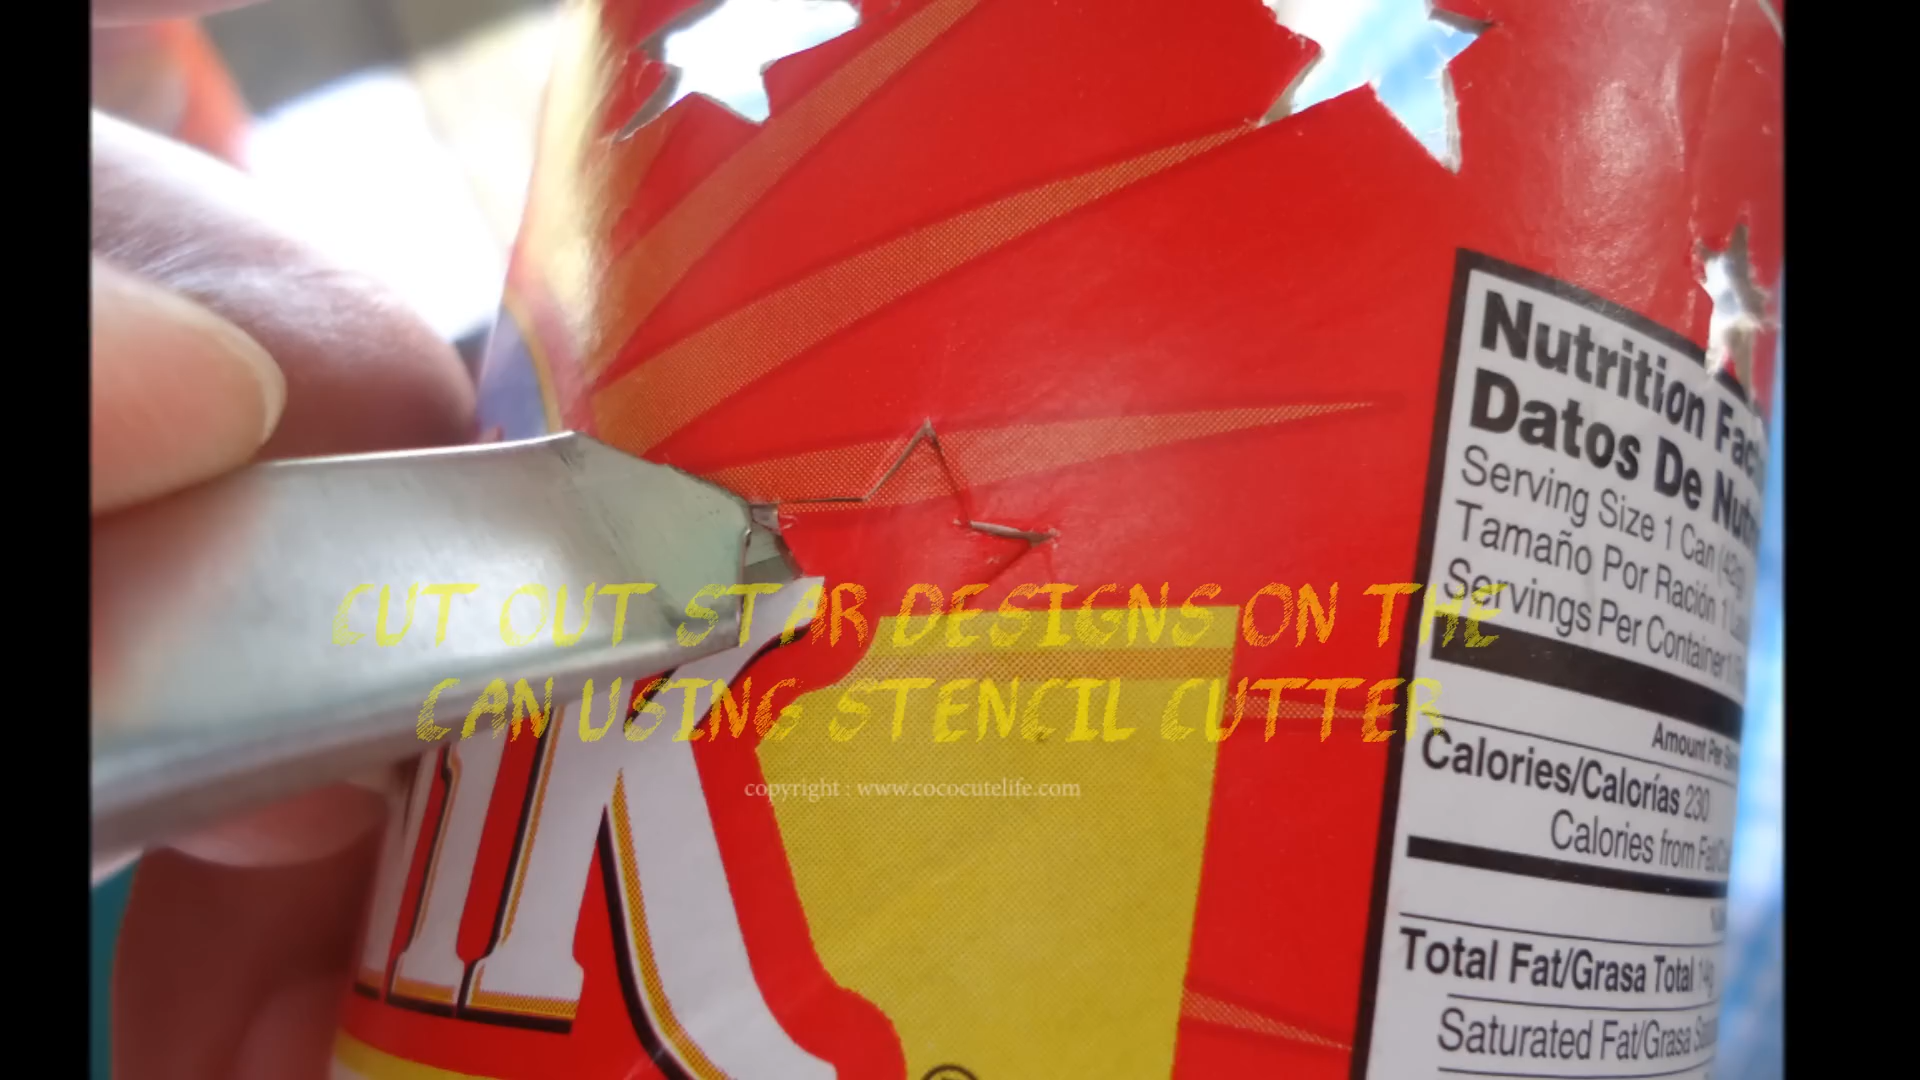 CUT OUT STAR DESIGNS ON THE
CAN USING STENCIL CUTTER
copyright : www.cococutelife.com
Nutrition
Datos De
Serving Size 1 Can
Tamaño Por Ración 1
Servings Per Container
Amount Per
Calories/Calorías 230
Calories from
Total Fat/Grasa Total 14g
Saturated Fat/Grasa